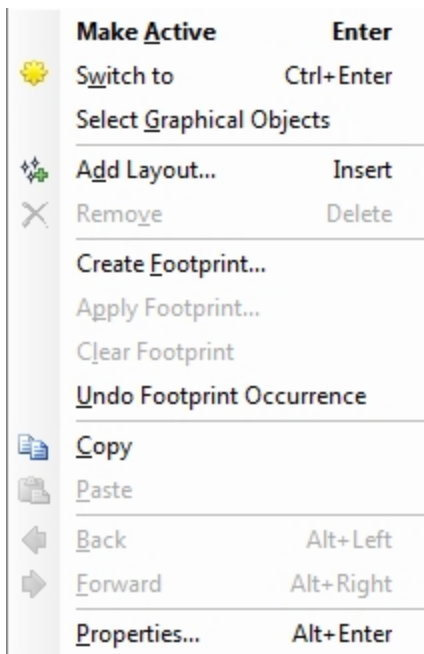 Make Active Enter
Switch to Ctrl+Enter
Select Graphical Objects
Add Layout... Insert
Remove Delete
Create Footprint...
Apply Footprint...
Clear Footprint
Undo Footprint Occurrence
Copy
Paste
Back Alt+Left
Forward Alt+Right
Properties... Alt+Enter